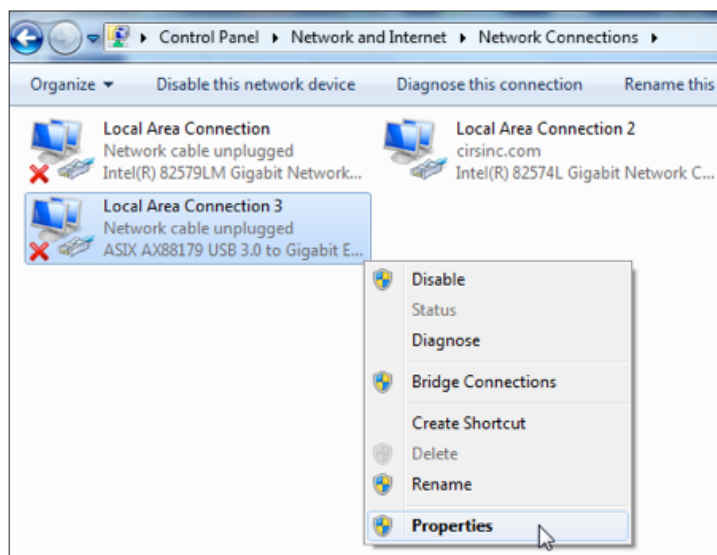 Control Panel ▸ Network and Internet ▸ Network Connections ▸
Organize ▾ Disable this network device Diagnose this connection Rename this
Local Area Connection
Network cable unplugged
Intel(R) 82579LM Gigabit Network...
Local Area Connection 2
cirsinc.com
Intel(R) 82574L Gigabit Network C...
Local Area Connection 3
Network cable unplugged
ASIX AX88179 USB 3.0 to Gigabit E...
Disable
Status
Diagnose
Bridge Connections
Create Shortcut
Delete
Rename
Properties